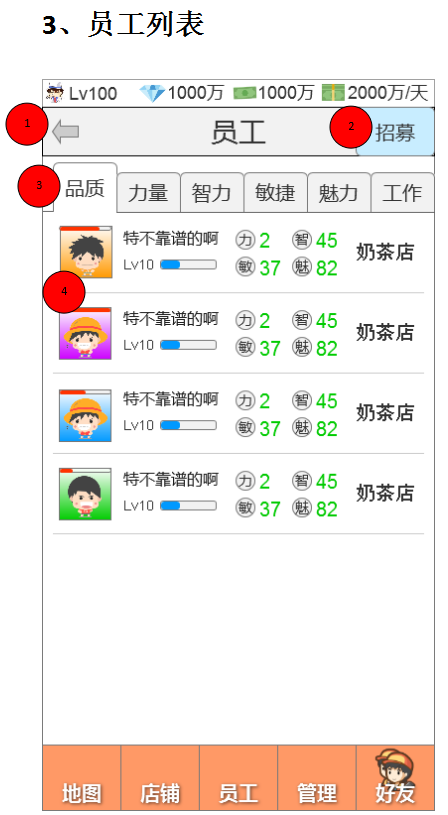 3、员工列表
Lv100 1000万 1000万 2000万/天
1 员工 2 招募
3 品质 力量 智力 敏捷 魅力 工作
特不靠谱的啊 力 2 智 45 奶茶店
Lv10 敏 37 魅 82
4
特不靠谱的啊 力 2 智 45 奶茶店
Lv10 敏 37 魅 82
特不靠谱的啊 力 2 智 45 奶茶店
Lv10 敏 37 魅 82
特不靠谱的啊 力 2 智 45 奶茶店
Lv10 敏 37 魅 82
地图 店铺 员工 管理 好友